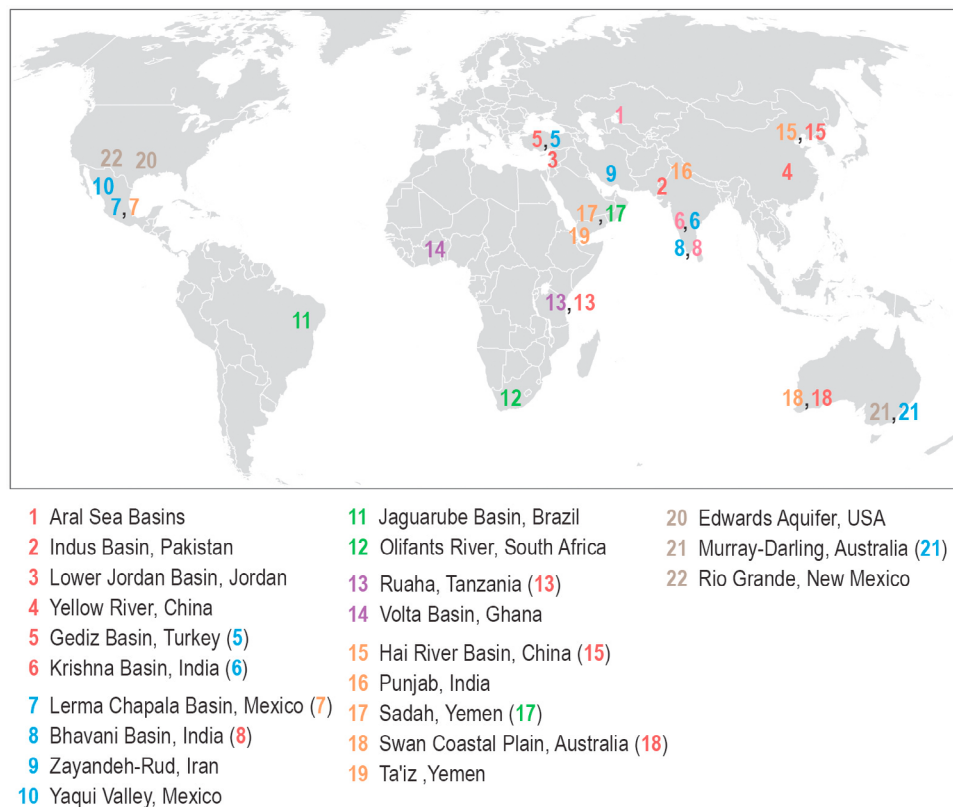 1
15, 15
5,5
22 20
3
16
4
9
10
2
7,7
17, 17
6,6
19
14
8,8
13,13
11
12
18,18
21,21
1 Aral Sea Basins
2 Indus Basin, Pakistan
3 Lower Jordan Basin, Jordan
4 Yellow River, China
5 Gediz Basin, Turkey (5)
6 Krishna Basin, India (6)
7 Lerma Chapala Basin, Mexico (7)
8 Bhavani Basin, India (8)
9 Zayandeh-Rud, Iran
10 Yaqui Valley, Mexico
11 Jaguarube Basin, Brazil
12 Olifants River, South Africa
13 Ruaha, Tanzania (13)
14 Volta Basin, Ghana
15 Hai River Basin, China (15)
16 Punjab, India
17 Sadah, Yemen (17)
18 Swan Coastal Plain, Australia (18)
19 Ta'iz ,Yemen
20 Edwards Aquifer, USA
21 Murray-Darling, Australia (21)
22 Rio Grande, New Mexico